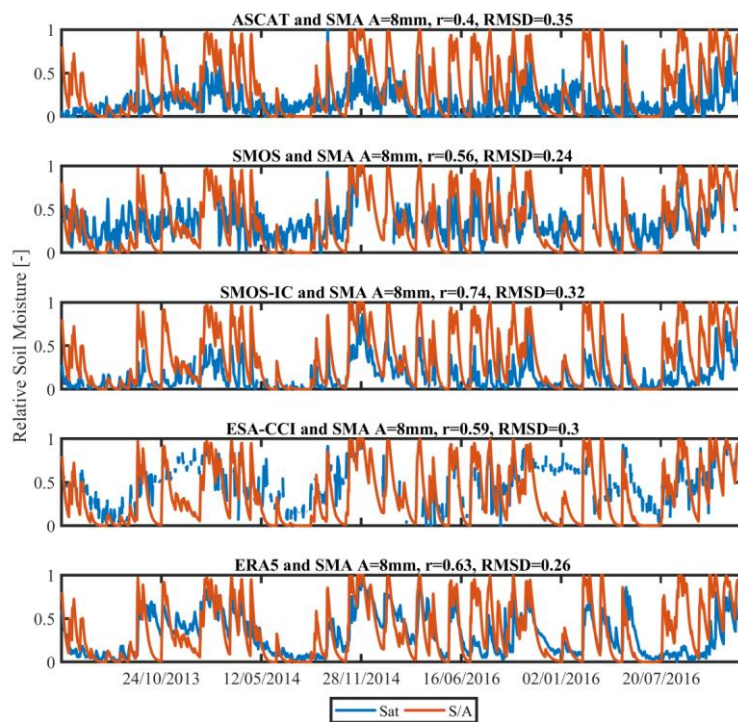 ASCAT and SMA A=8mm, r=0.4, RMSD=0.35
1
0.5
0
SMOS and SMA A=8mm, r=0.56, RMSD=0.24
1
0.5
0
SMOS-IC and SMA A=8mm, r=0.74, RMSD=0.32
1
0.5
0
ESA-CCI and SMA A=8mm, r=0.59, RMSD=0.3
1
0.5
0
ERA5 and SMA A=8mm, r=0.63, RMSD=0.26
1
0.5
0
Relative Soil Moisture [-]
24/10/2013 12/05/2014 28/11/2014 16/06/2016 02/01/2016 20/07/2016
Sat S/A